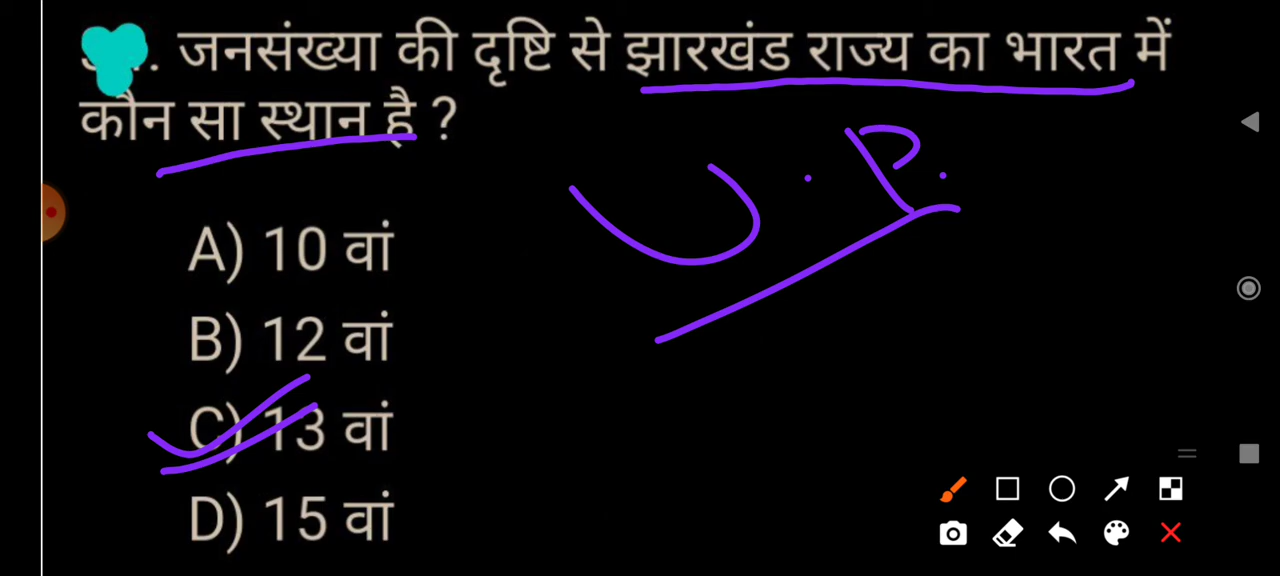 . जनसंख्या की दृष्टि से झारखंड राज्य का भारत में
कौन सा स्थान है ?
U.P.
A) 10 वां
B) 12 वां
C) 13 वां
D) 15 वां